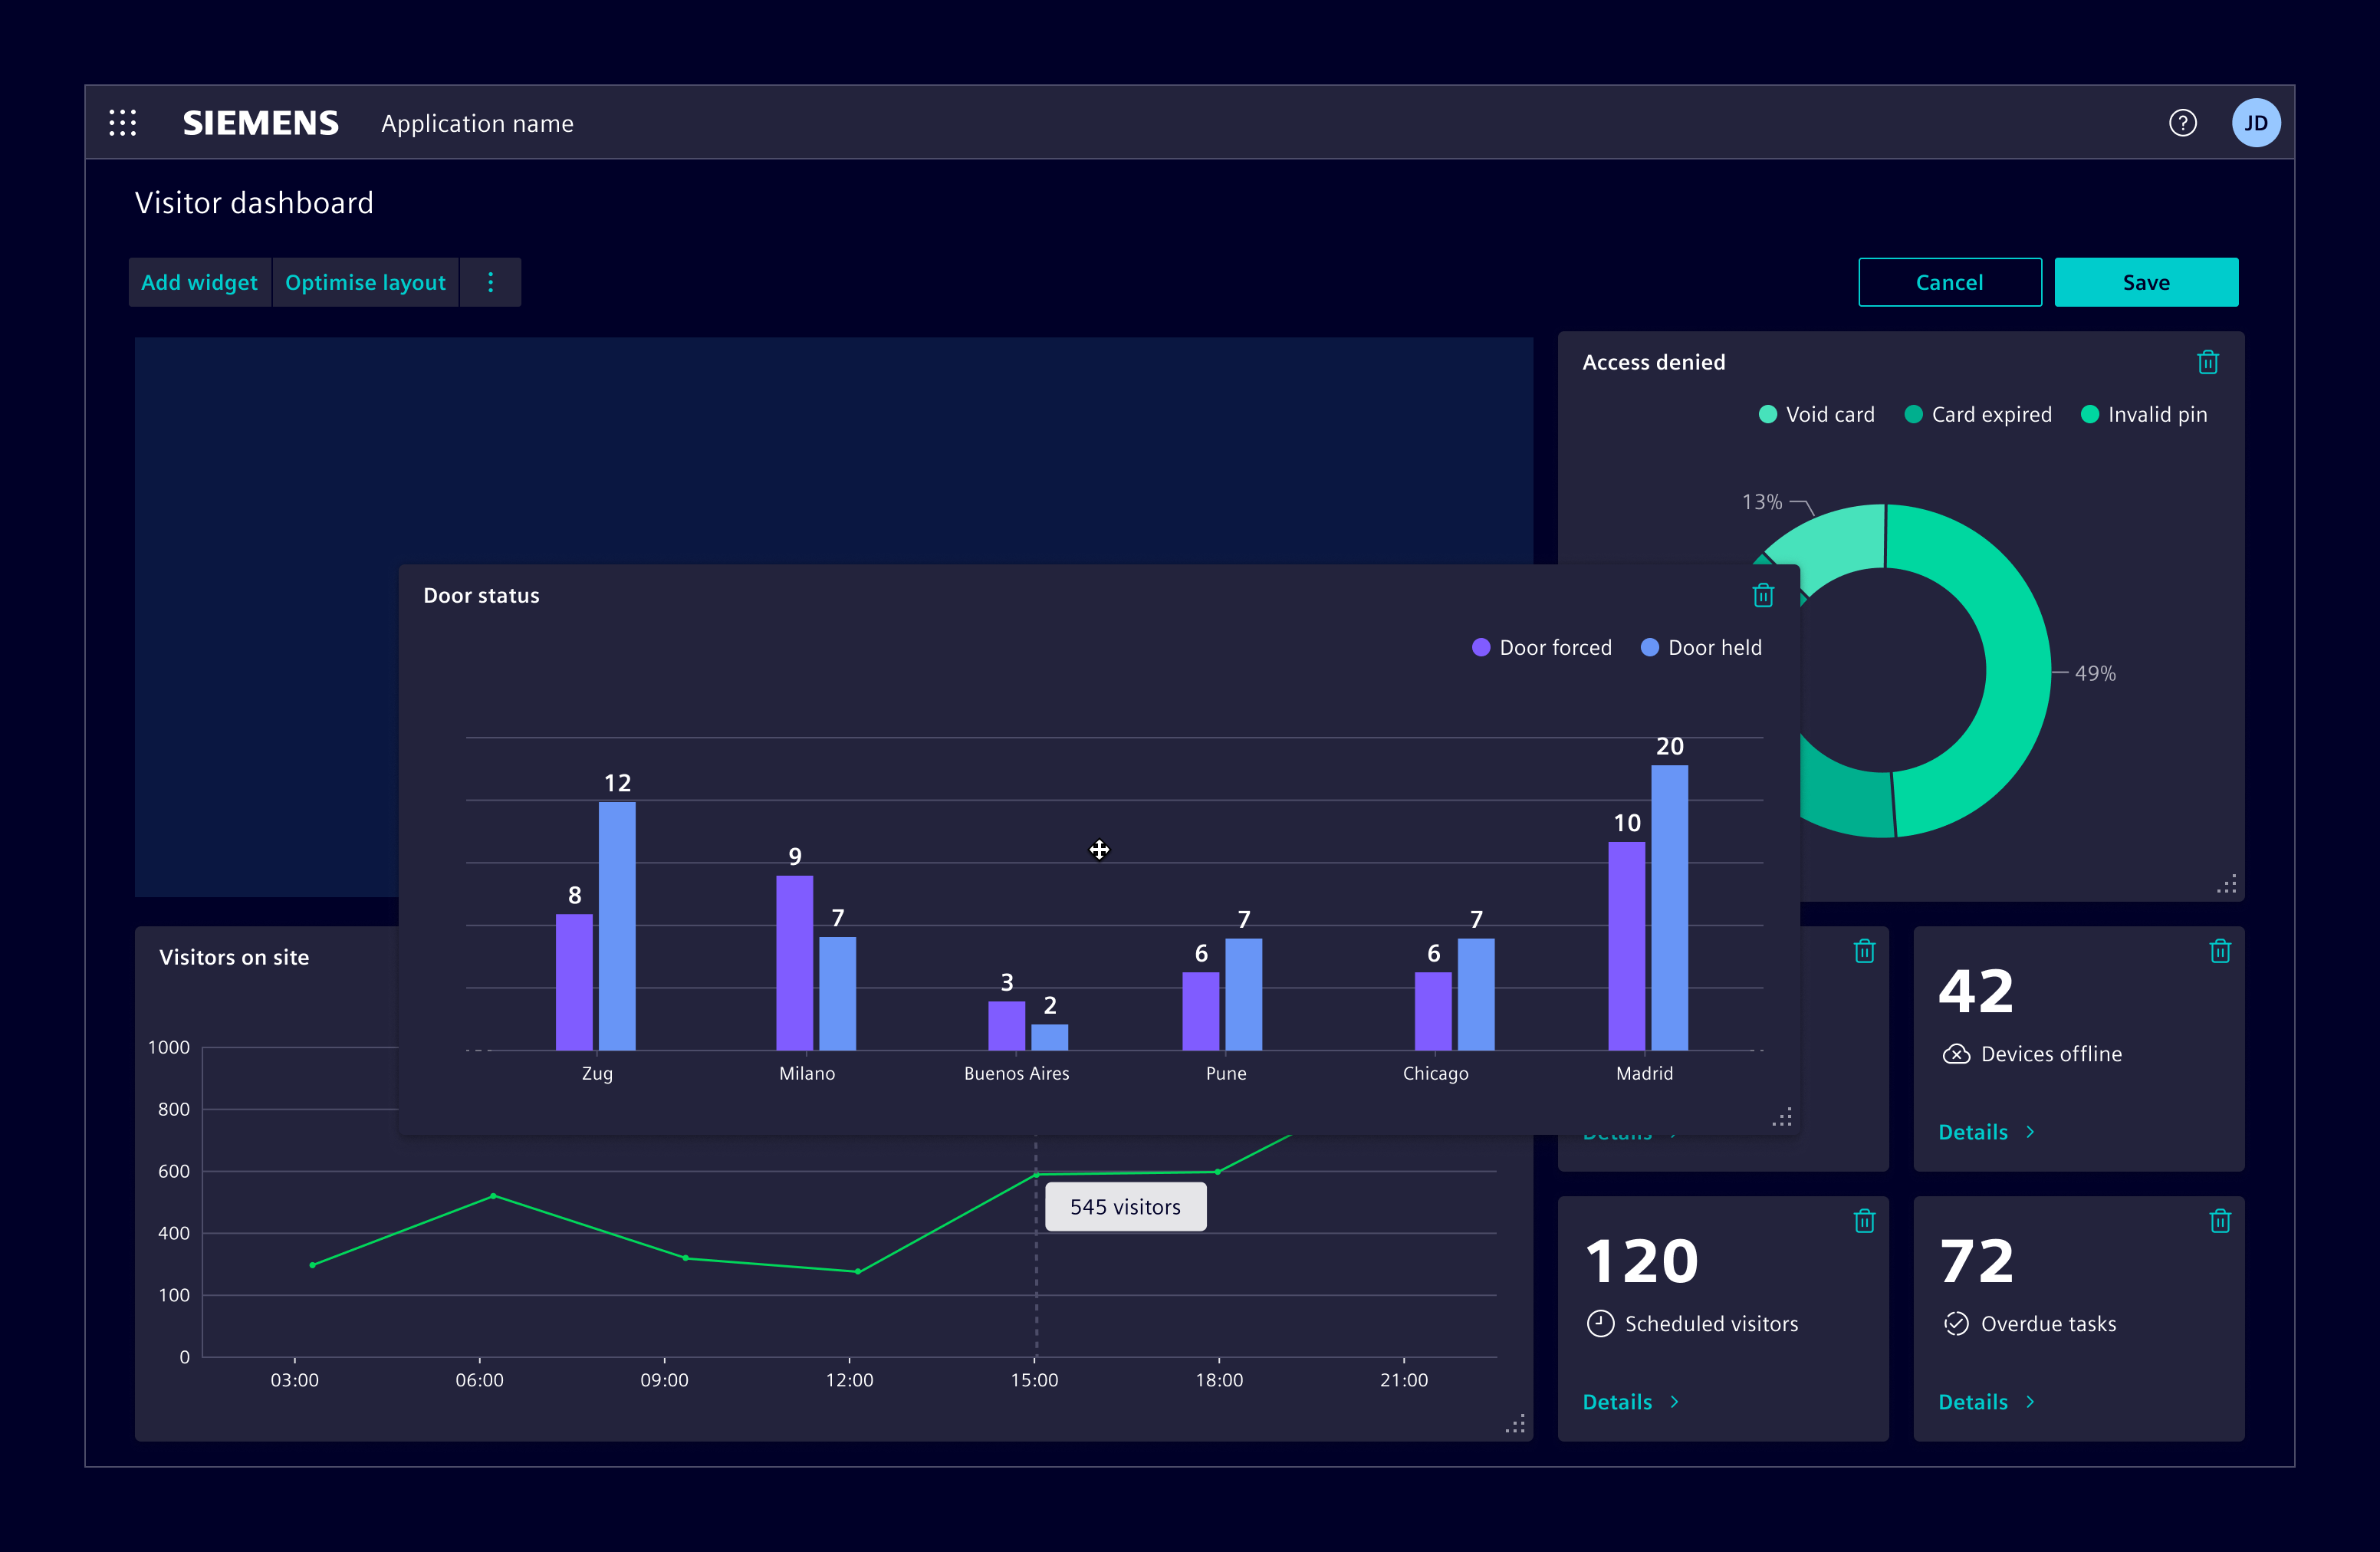 SIEMENS Application name ? JD
Visitor dashboard
Add widget Optimise layout Cancel Save
Access denied
Void card Card expired Invalid pin
13%
49%
Door status
Door forced Door held
8 12 9 7 3 2 6 7 6 7 10 20
Zug Milano Buenos Aires Pune Chicago Madrid
Visitors on site
1000
800
600
400
100
0
545 visitors
03:00 06:00 09:00 12:00 15:00 18:00 21:00
Details
42
Devices offline
Details
120
Scheduled visitors
Details
72
Overdue tasks
Details